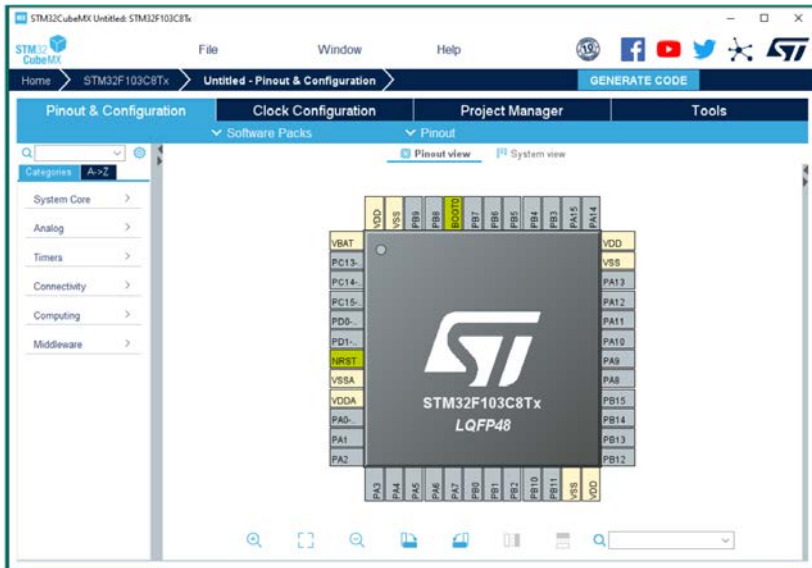 STM32CubeMX Untitled: STM32F103C8Tx
STM32 CubeMX File Window Help
Home STM32F103C8Tx Untitled - Pinout & Configuration GENERATE CODE
Pinout & Configuration Clock Configuration Project Manager Tools
Software Packs Pinout
Pinout view System view
Categories A->Z
System Core
Analog
Timers
Connectivity
Computing
Middleware
VDD VSS PB9 PB8 BOOT0 PB7 PB6 PB5 PB4 PB3 PA15 PA14
VBAT
PC13-..
PC14-..
PC15-..
PD0-..
PD1-..
NRST
VSSA
VDDA
PA0-..
PA1
PA2
STM32F103C8Tx
LQFP48
VDD
VSS
PA13
PA12
PA11
PA10
PA9
PA8
PB15
PB14
PB13
PB12
PA3 PA4 PA5 PA6 PA7 PB0 PB1 PB2 PB10 PB11 VSS VDD